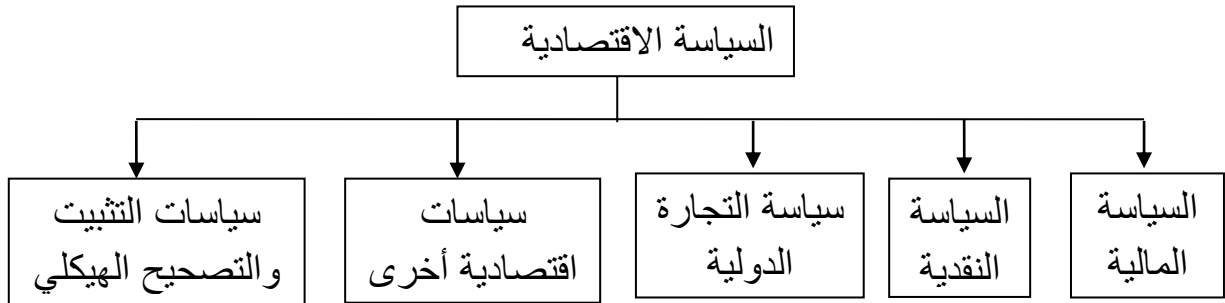 السياسة الاقتصادية
السياسة
المالية
السياسة
النقدية
سياسة التجارة
الدولية
سياسات
اقتصادية أخرى
سياسات التثبيت
والتصحيح الهيكلي